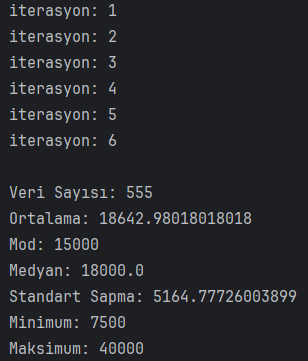 iterasyon: 1
iterasyon: 2
iterasyon: 3
iterasyon: 4
iterasyon: 5
iterasyon: 6
Veri Sayısı: 555
Ortalama: 18642.98018018018
Mod: 15000
Medyan: 18000.0
Standart Sapma: 5164.77726003899
Minimum: 7500
Maksimum: 40000